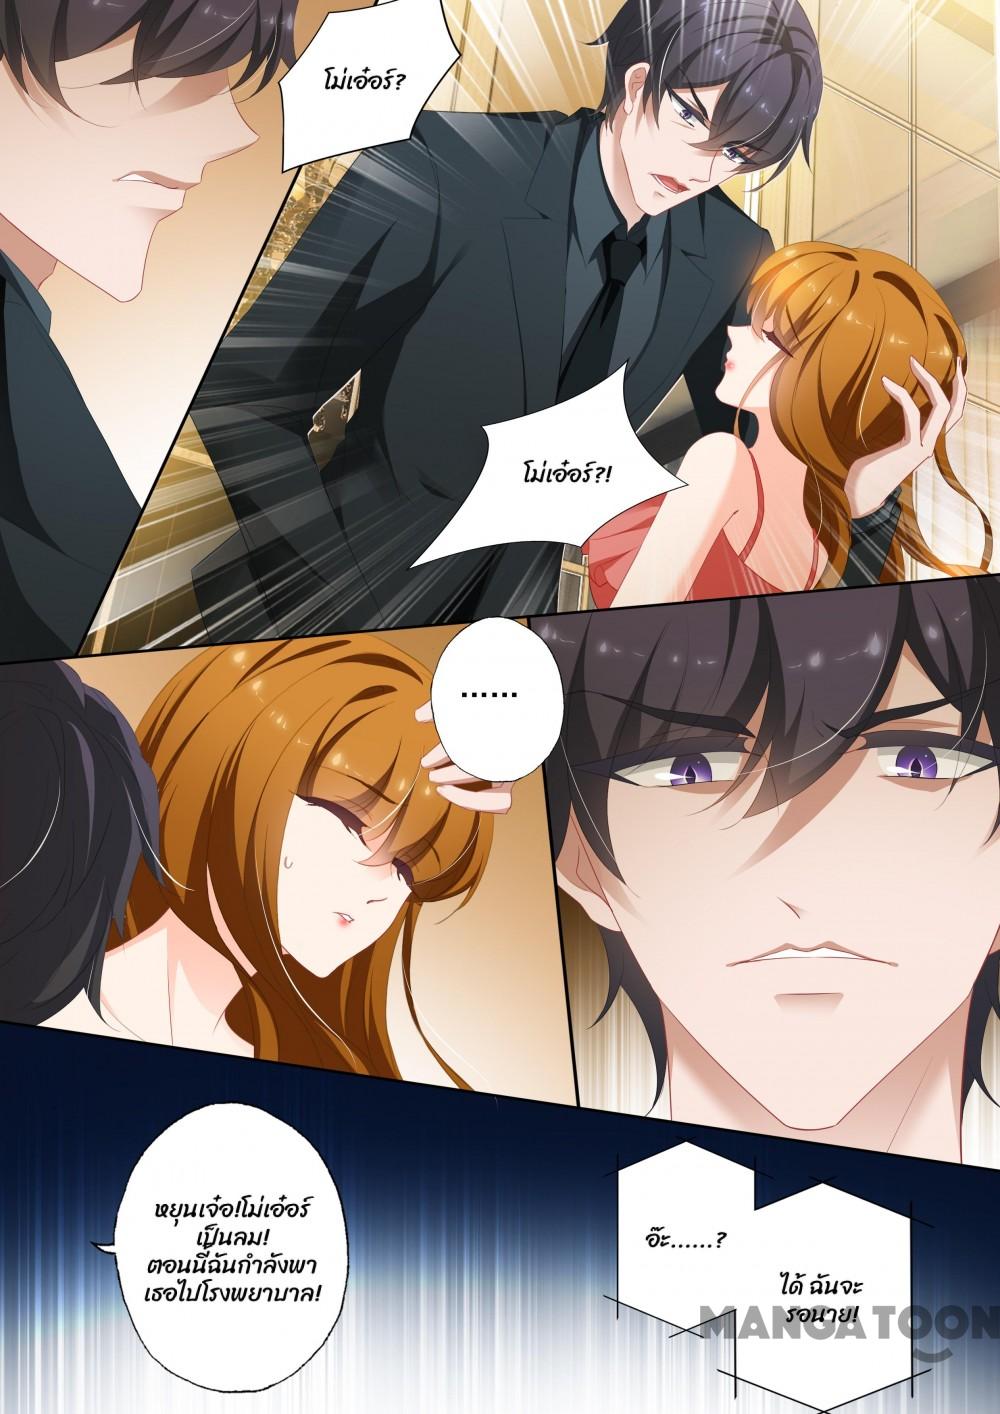 โม่เอ๋อร์?
โม่เอ๋อร์?!
......
หยุนเจ๋อ!โม่เอ๋อร์
เป็นลม!
ตอนนี้ฉันกำลังพา
เธอไปโรงพยาบาล!
อ๊ะ......?
ได้ ฉันจะ
รอนาย!
MANGATOON